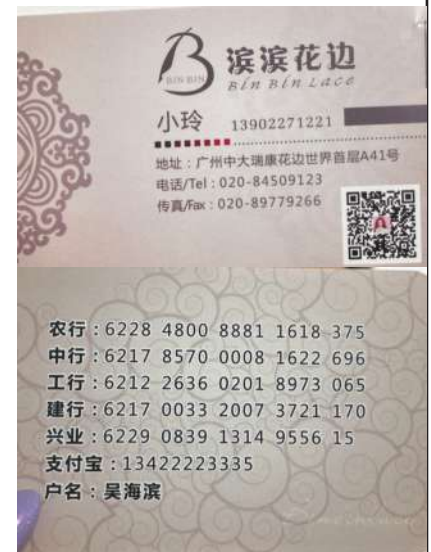 B
BIN BIN
滨滨花边
Bin Bin Lace
小玲 13902271221
地址：广州中大瑞康花边世界首层A41号
电话/Tel：020-84509123
传真/Fax：020-89779266
农行：6228 4800 8881 1618 375
中行：6217 8570 0008 1622 696
工行：6212 2636 0201 8973 065
建行：6217 0033 2007 3721 170
兴业：6229 0839 1314 9556 15
支付宝：13422223335
户名：吴海滨